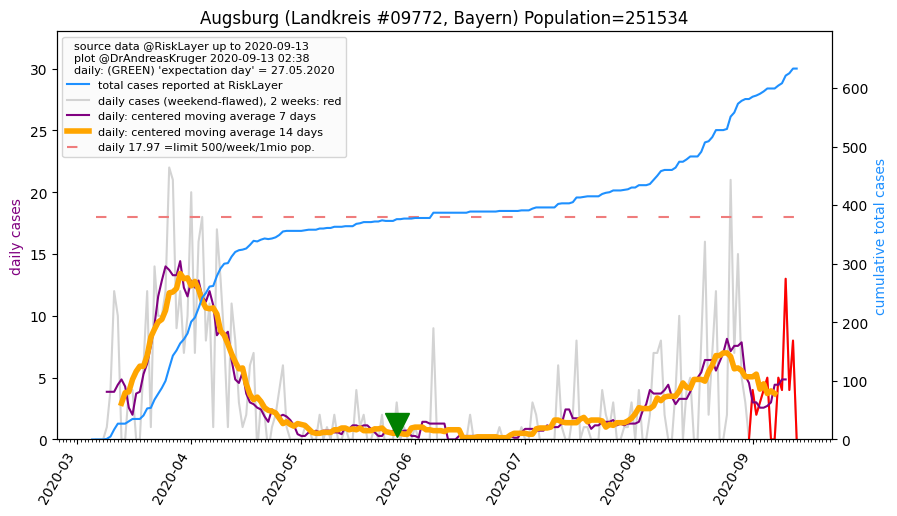 Augsburg (Landkreis #09772, Bayern) Population=251534
source data @RiskLayer up to 2020-09-13
plot @DrAndreasKruger 2020-09-13 02:38
daily: (GREEN) 'expectation day' = 27.05.2020
total cases reported at RiskLayer
daily cases (weekend-flawed), 2 weeks: red
daily: centered moving average 7 days
daily: centered moving average 14 days
daily 17.97 =limit 500/week/1mio pop.
daily cases
30
25
20
15
10
5
0
cumulative total cases
600
500
400
300
200
100
0
2020-03
2020-04
2020-05
2020-06
2020-07
2020-08
2020-09